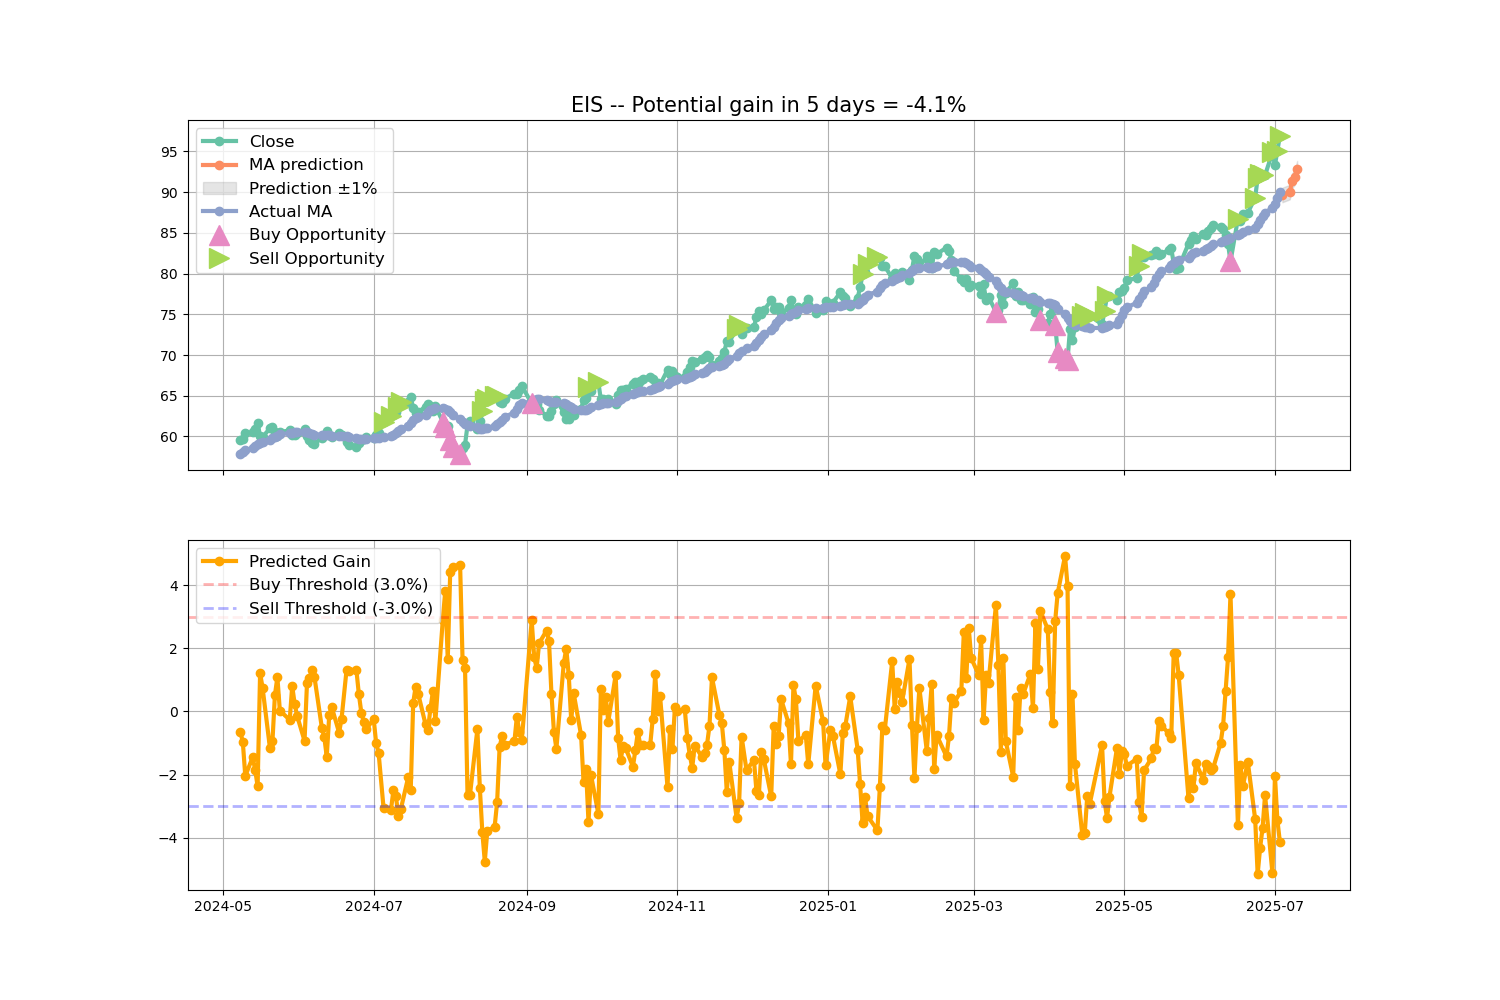 EIS -- Potential gain in 5 days = -4.1%
Close
MA prediction
Prediction ±1%
Actual MA
Buy Opportunity
Sell Opportunity
95
90
85
80
75
70
65
60
Predicted Gain
Buy Threshold (3.0%)
Sell Threshold (-3.0%)
4
2
0
−2
−4
2024-05 2024-07 2024-09 2024-11 2025-01 2025-03 2025-05 2025-07